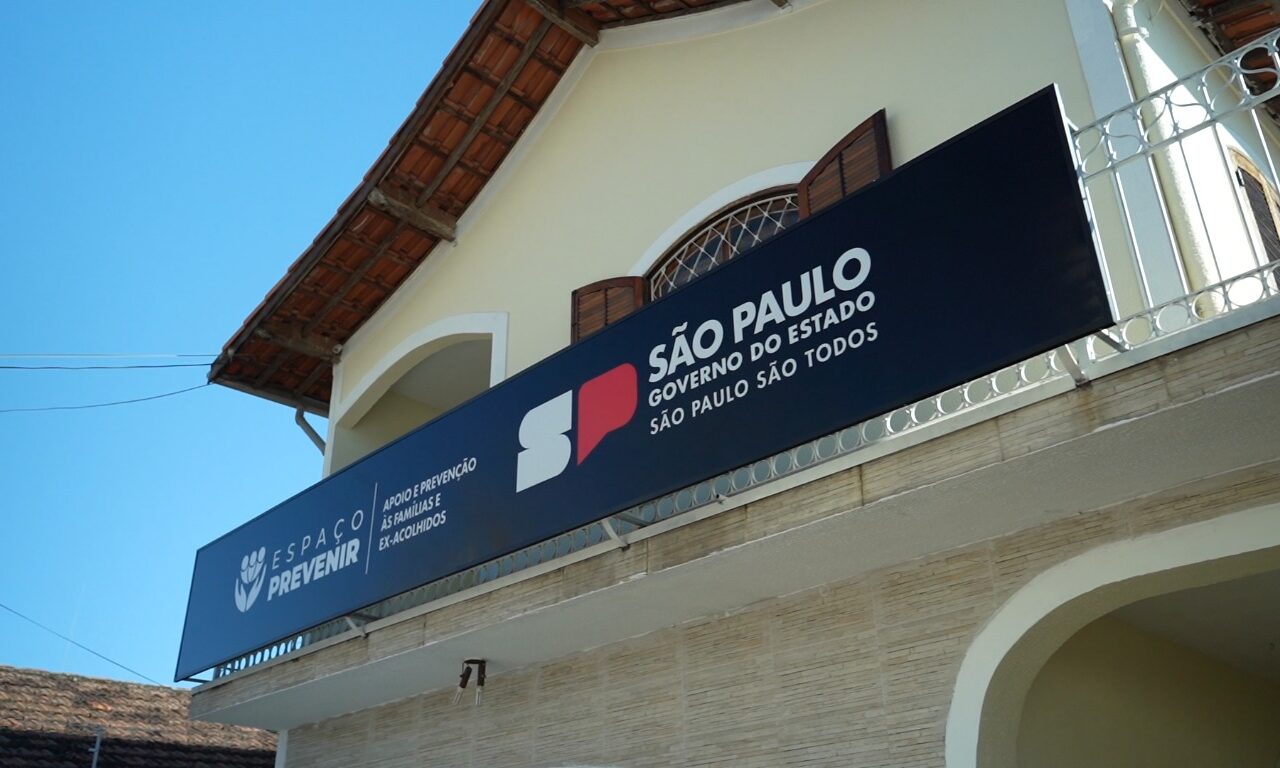 ESPAÇO
PREVENIR
APOIO E PREVENÇÃO
ÀS FAMÍLIAS E
EX-ACOLHIDOS
SP
SÃO PAULO
GOVERNO DO ESTADO
SÃO PAULO SÃO TODOS